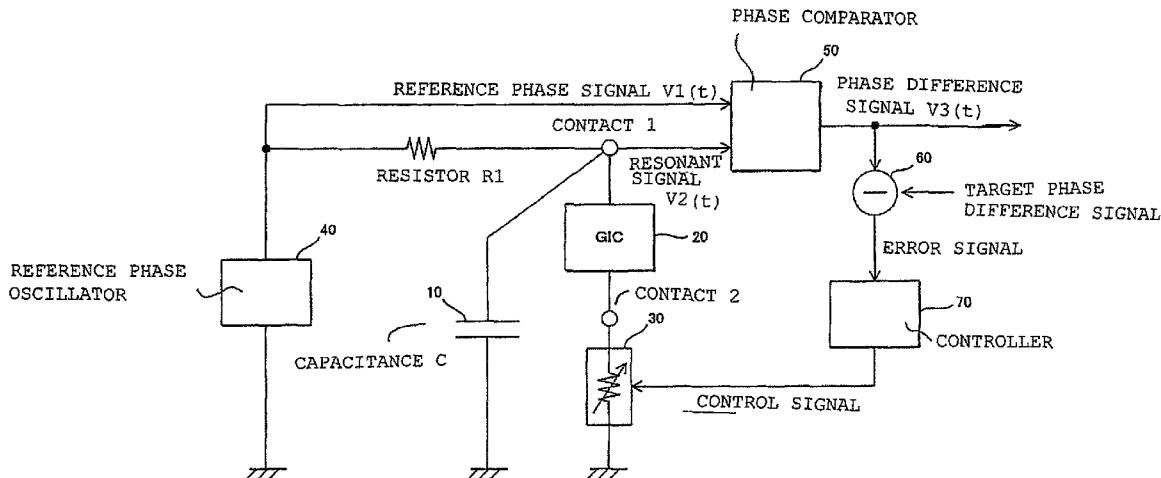 PHASE COMPARATOR
50
REFERENCE PHASE SIGNAL V1(t)
PHASE DIFFERENCE
SIGNAL V3(t)
CONTACT 1
RESISTOR R1
RESONANT
SIGNAL
V2(t)
60
TARGET PHASE
DIFFERENCE SIGNAL
40
GIC
20
ERROR SIGNAL
REFERENCE PHASE
OSCILLATOR
10
CONTACT 2
70
30
CONTROLLER
CAPACITANCE C
CONTROL SIGNAL